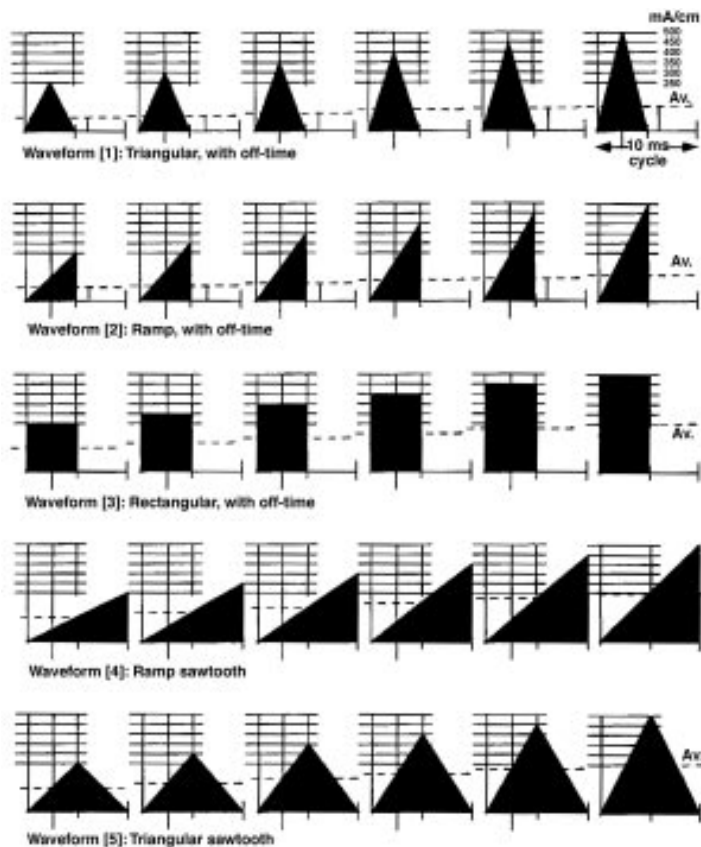 mA/cm
500
450
400
350
300
250
Av.
10 ms
cycle
Waveform [1]: Triangular, with off-time
Av.
Waveform [2]: Ramp, with off-time
Av.
Waveform [3]: Rectangular, with off-time
Waveform [4]: Ramp sawtooth
Av.
Waveform [5]: Triangular sawtooth